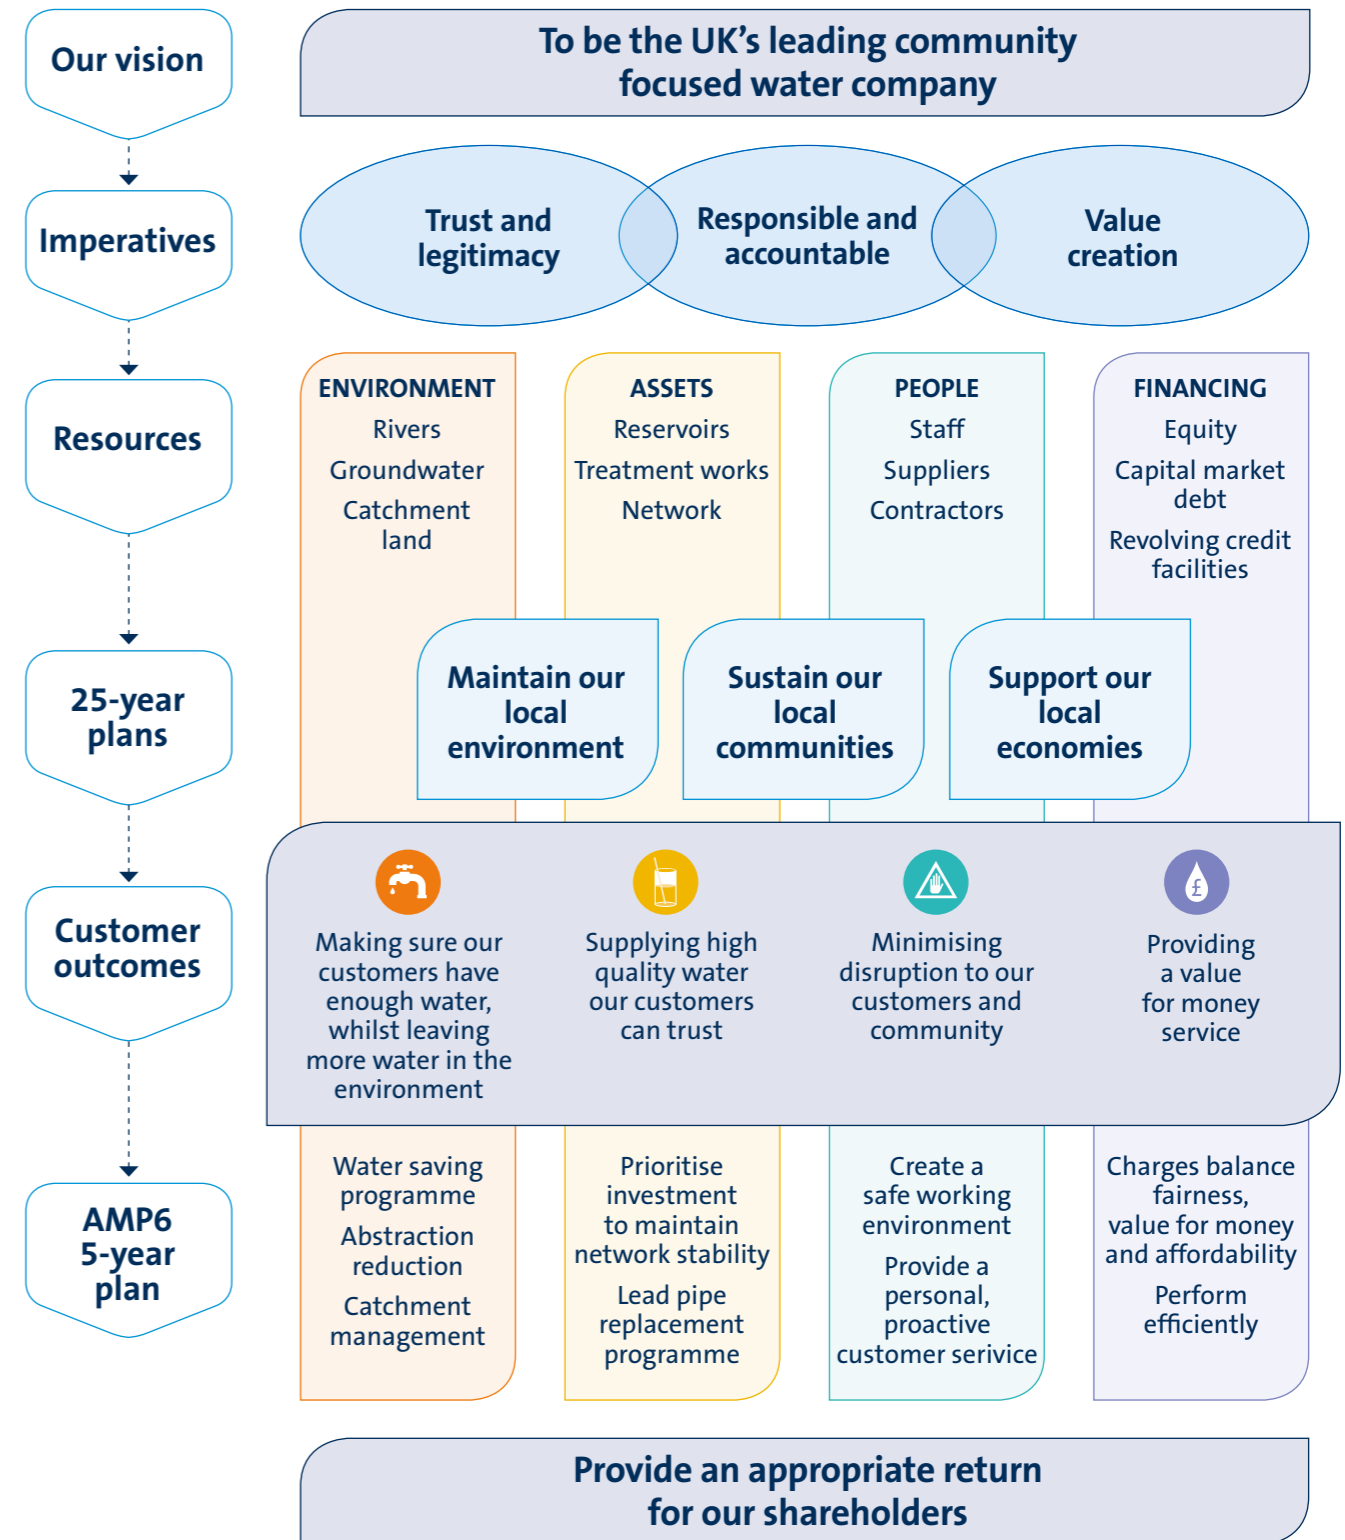 Our vision
To be the UK's leading community
focused water company
Imperatives
Trust and
legitimacy
Responsible and
accountable
Value
creation
Resources
ENVIRONMENT
Rivers
Groundwater
Catchment
land
ASSETS
Reservoirs
Treatment works
Network
PEOPLE
Staff
Suppliers
Contractors
FINANCING
Equity
Capital market
debt
Revolving credit
facilities
25-year
plans
Maintain our
local
environment
Sustain our
local
communities
Support our
local
economies
Customer
outcomes
Making sure our
customers have
enough water,
whilst leaving
more water in the
environment
Supplying high
quality water
our customers
can trust
Minimising
disruption to our
customers and
community
£
Providing
a value
for money
service
AMP6
5-year
plan
Water saving
programme
Abstraction
reduction
Catchment
management
Prioritise
investment
to maintain
network stability
Lead pipe
replacement
programme
Create a
safe working
environment
Provide a
personal,
proactive
customer serivice
Charges balance
fairness,
value for money
and affordability
Perform
efficiently
Provide an appropriate return
for our shareholders